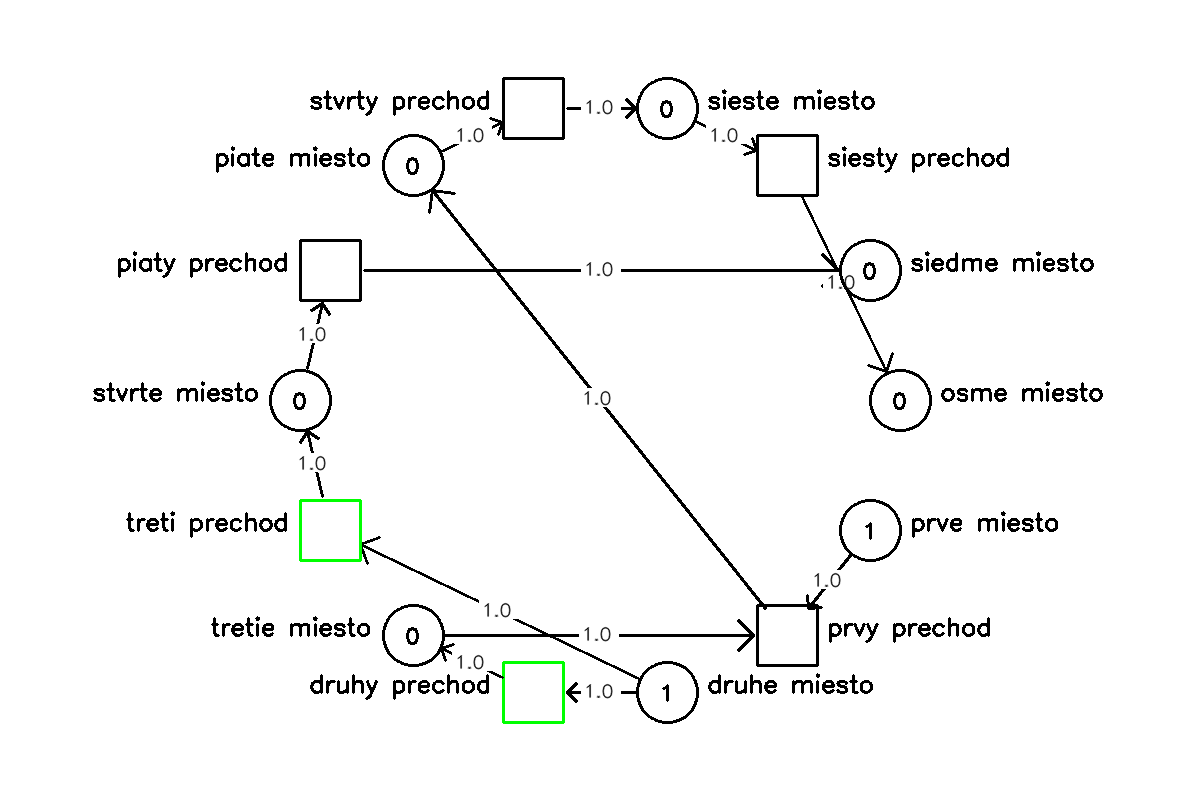 stvrty prechod 1.0 0 sieste miesto
1.0 1.0
piate miesto 0 siesty prechod
piaty prechod 1.0 0 siedme miesto
1.0
1.0
stvrte miesto 0 1.0 0 osme miesto
1.0
treti prechod 1 prve miesto
1.0
1.0
tretie miesto 0 1.0 prvy prechod
1.0
druhy prechod 1.0 1 druhe miesto